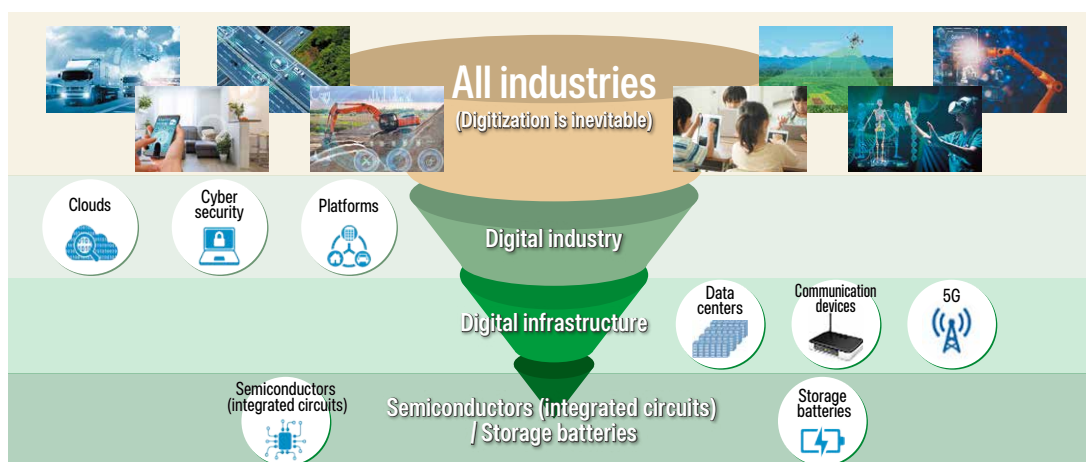 All industries
(Digitization is inevitable)
Clouds
Cyber
security
Platforms
Digital industry
Digital infrastructure
Data
centers
Communication
devices
5G
Semiconductors
(integrated circuits)
Semiconductors (integrated circuits)
/ Storage batteries
Storage
batteries